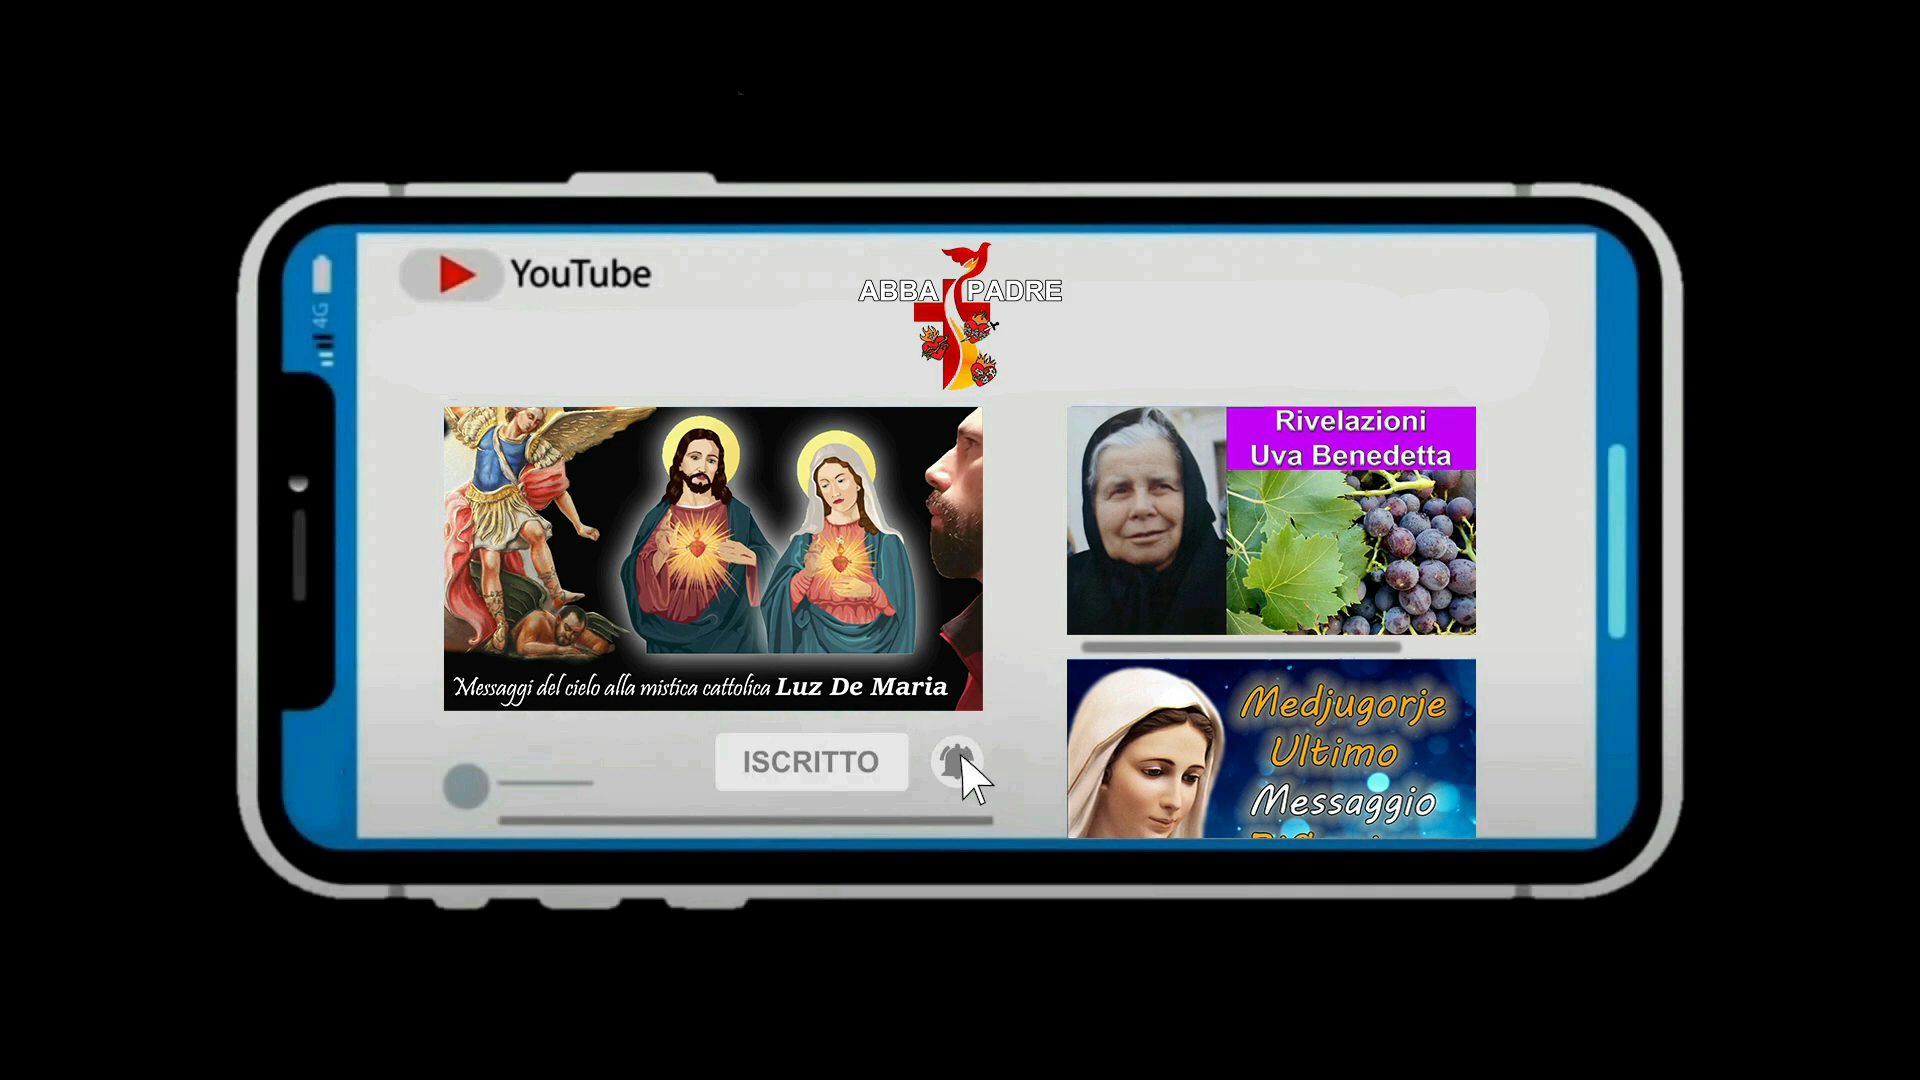 4G
YouTube
ABBA PADRE
Messaggi del cielo alla mistica cattolica Luz De Maria
ISCRITTO
Rivelazioni
Uva Benedetta
Medjugorje
Ultimo
Messaggio